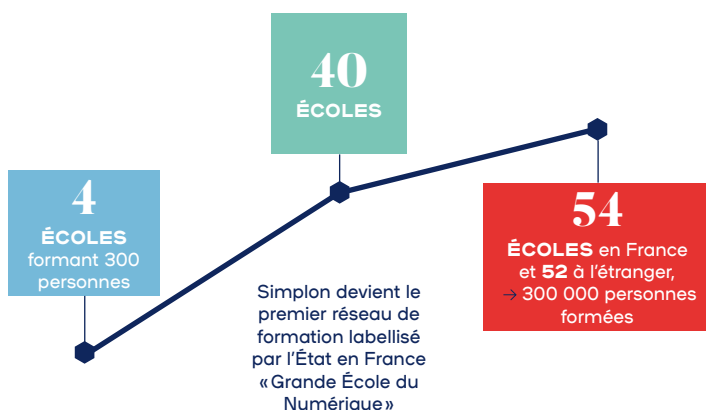 4
ÉCOLES
formant 300
personnes
40
ÉCOLES
Simplon devient le
premier réseau de
formation labellisé
par l'État en France
«Grande École du
Numérique»
54
ÉCOLES en France
et 52 à l'étranger,
→ 300 000 personnes
formées